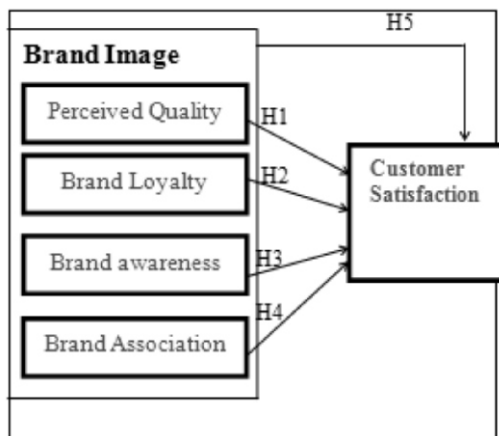 H5
Brand Image
Perceived Quality
H1
Brand Loyalty
H2
Customer
Satisfaction
Brand awareness
H3
H4
Brand Association